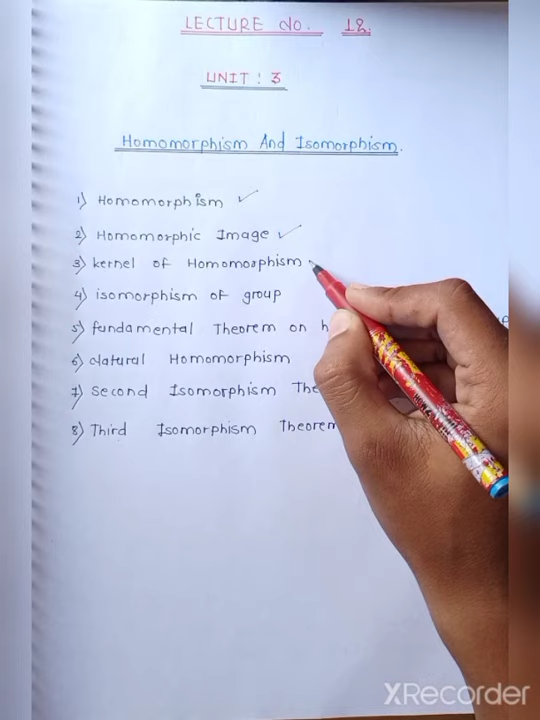 LECTURE No. 12.
UNIT : 3
Homomorphism And Isomorphism.
1) Homomorphism
2) Homomorphic Image
3) kernel of Homomorphism
4) isomorphism of group
5) fundamental Theorem on
6) Natural Homomorphism
7) Second Isomorphism
8) Third Isomorphism Theorem
XRecorder